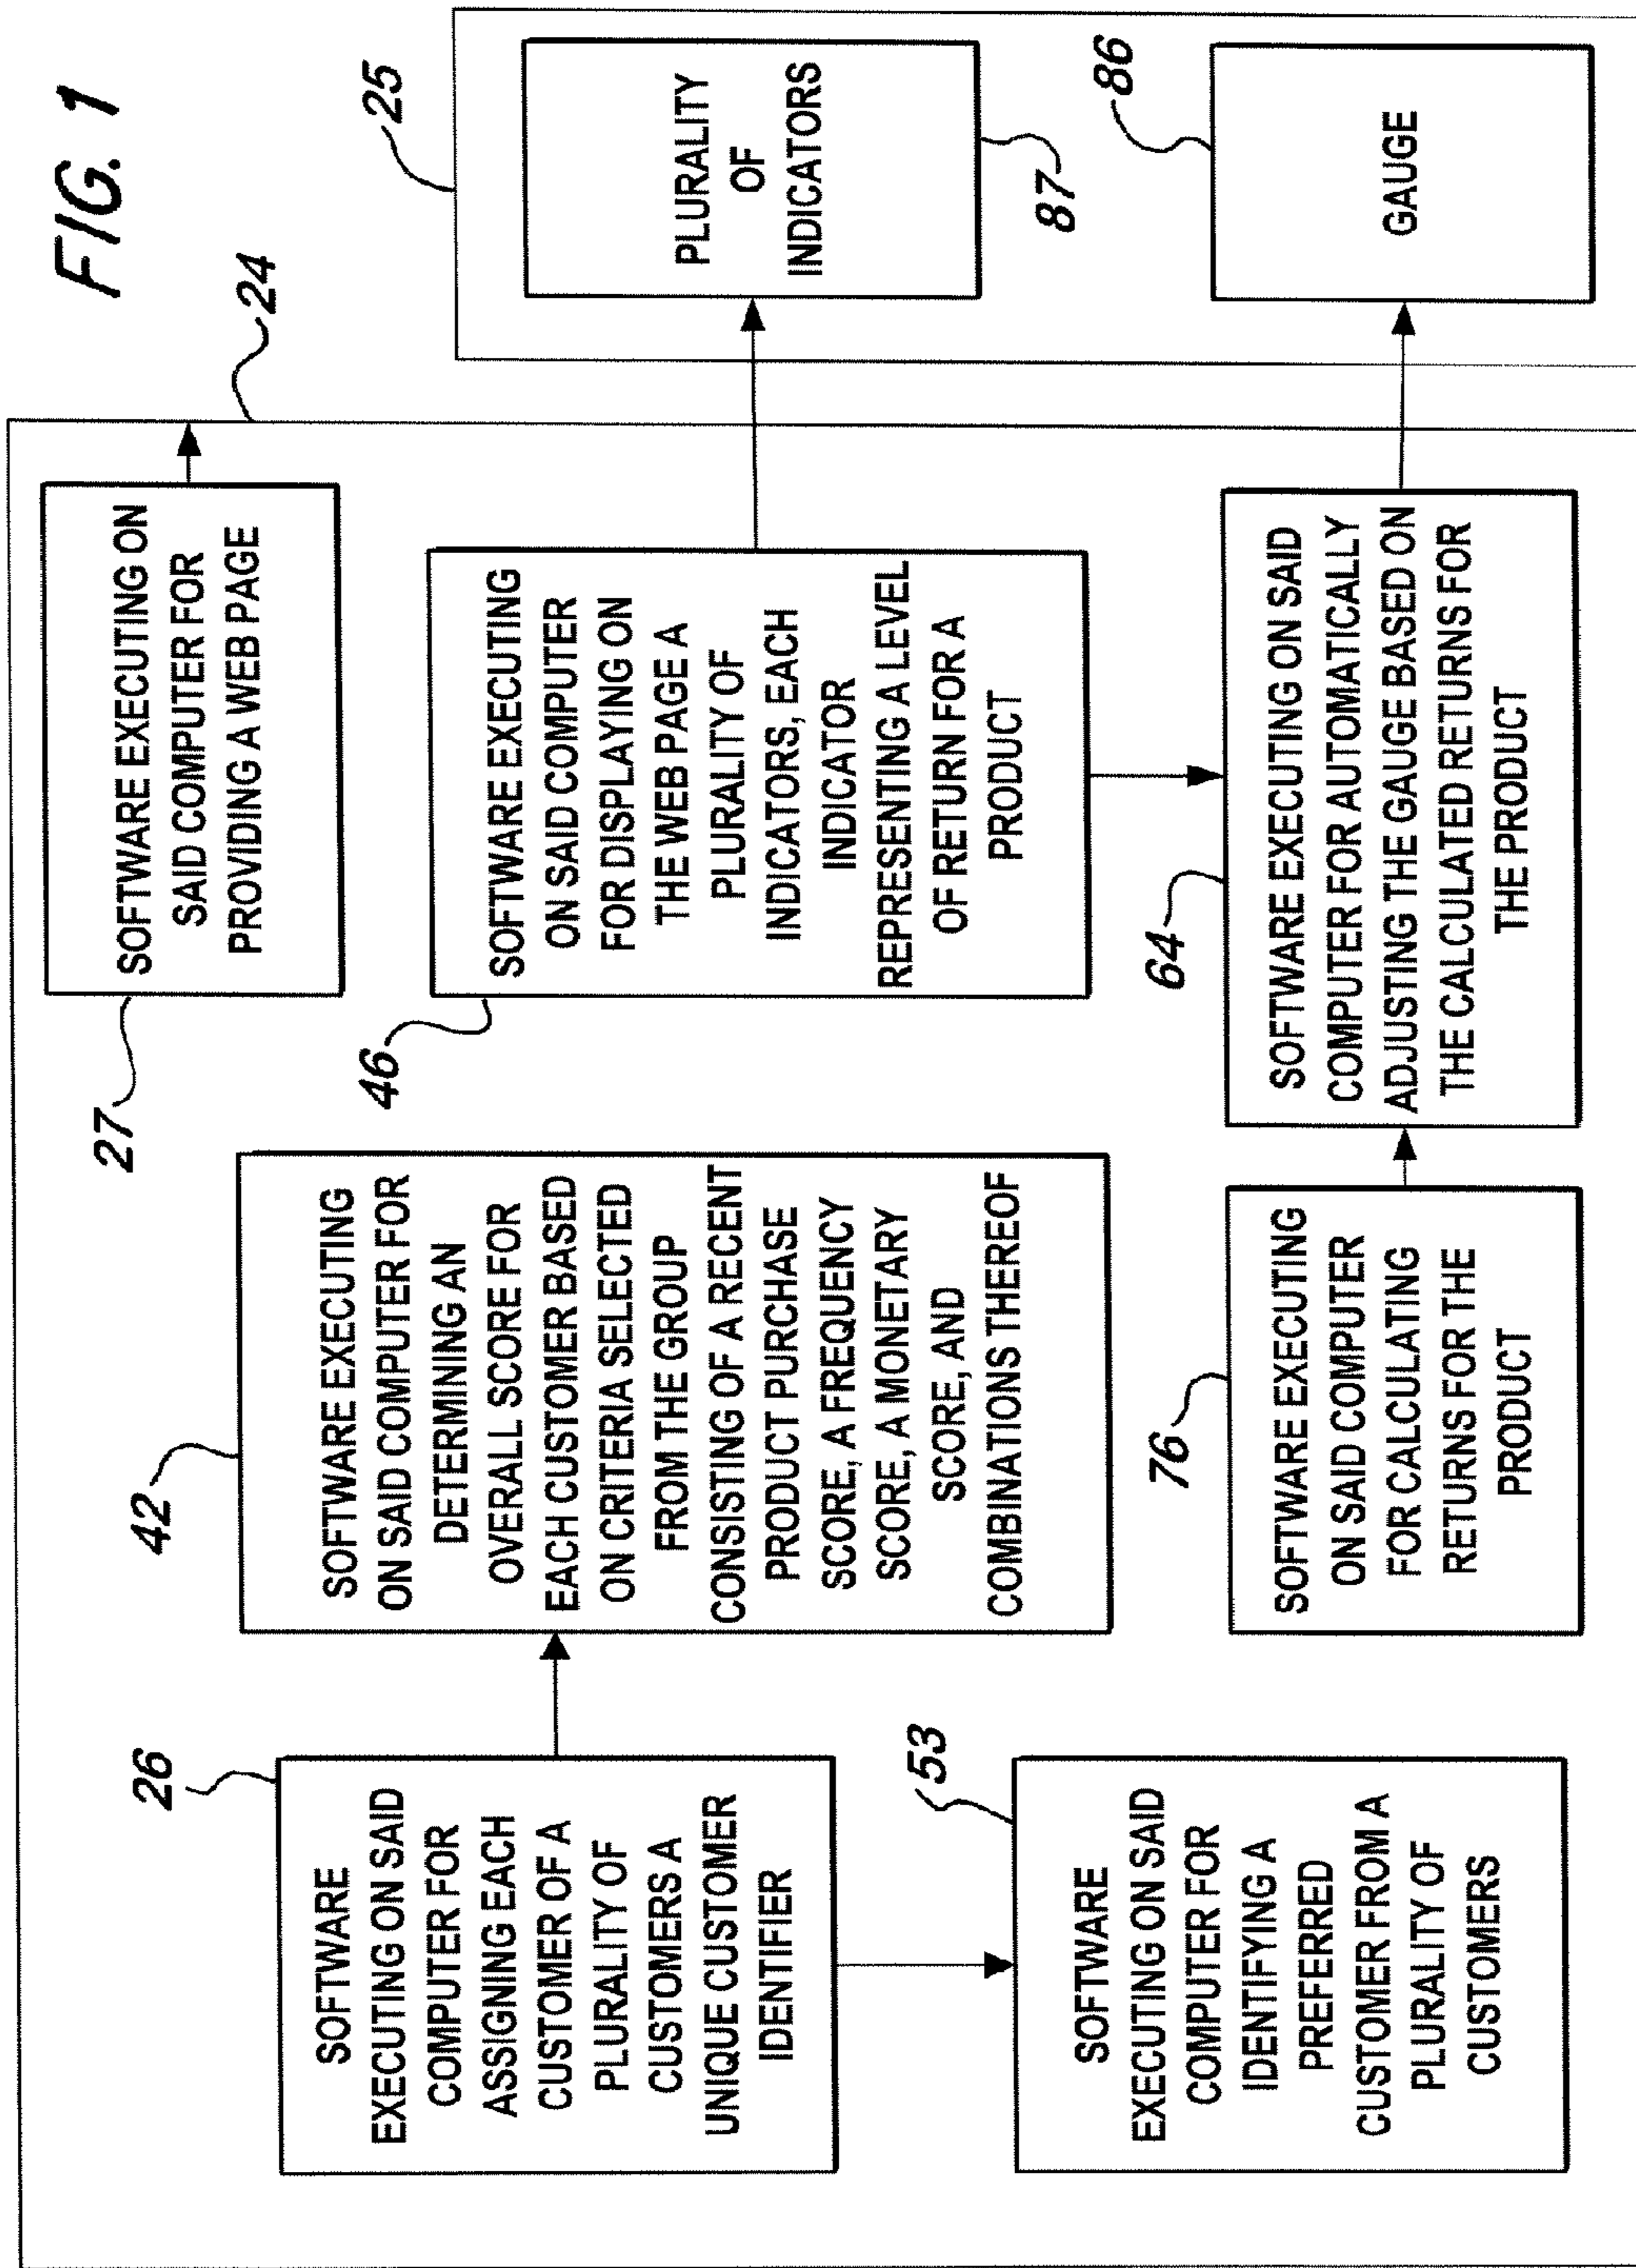 FIG. 1
24
25
26
SOFTWARE
EXECUTING ON SAID
COMPUTER FOR
ASSIGNING EACH
CUSTOMER OF A
PLURALITY OF
CUSTOMERS A
UNIQUE CUSTOMER
IDENTIFIER
42
SOFTWARE EXECUTING
ON SAID COMPUTER FOR
DETERMINING AN
OVERALL SCORE FOR
EACH CUSTOMER BASED
ON CRITERIA SELECTED
FROM THE GROUP
CONSISTING OF A RECENT
PRODUCT PURCHASE
SCORE, A FREQUENCY
SCORE, A MONETARY
SCORE, AND
COMBINATIONS THEREOF
27
SOFTWARE EXECUTING ON
SAID COMPUTER FOR
PROVIDING A WEB PAGE
46
SOFTWARE EXECUTING
ON SAID COMPUTER
FOR DISPLAYING ON
THE WEB PAGE A
PLURALITY OF
INDICATORS, EACH
INDICATOR
REPRESENTING A LEVEL
OF RETURN FOR A
PRODUCT
PLURALITY
OF
INDICATORS
87
53
SOFTWARE
EXECUTING ON SAID
COMPUTER FOR
IDENTIFYING A
PREFERRED
CUSTOMER FROM A
PLURALITY OF
CUSTOMERS
76
SOFTWARE EXECUTING
ON SAID COMPUTER
FOR CALCULATING
RETURNS FOR THE
PRODUCT
64
SOFTWARE EXECUTING ON SAID
COMPUTER FOR AUTOMATICALLY
ADJUSTING THE GAUGE BASED ON
THE CALCULATED RETURNS FOR
THE PRODUCT
86
GAUGE